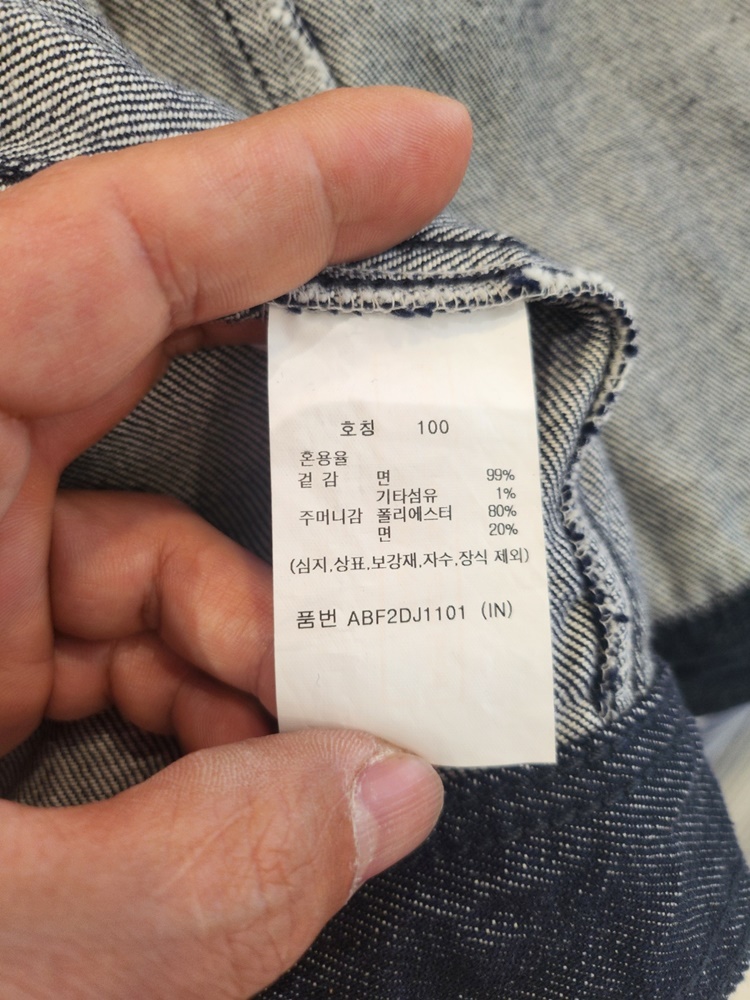 호칭 100
혼용율
겉 감 면 99%
기타섬유 1%
주머니감 폴리에스터 80%
면 20%
(심지,상표,보강재,자수,장식 제외)
품번 ABF2DJ1101 (IN)